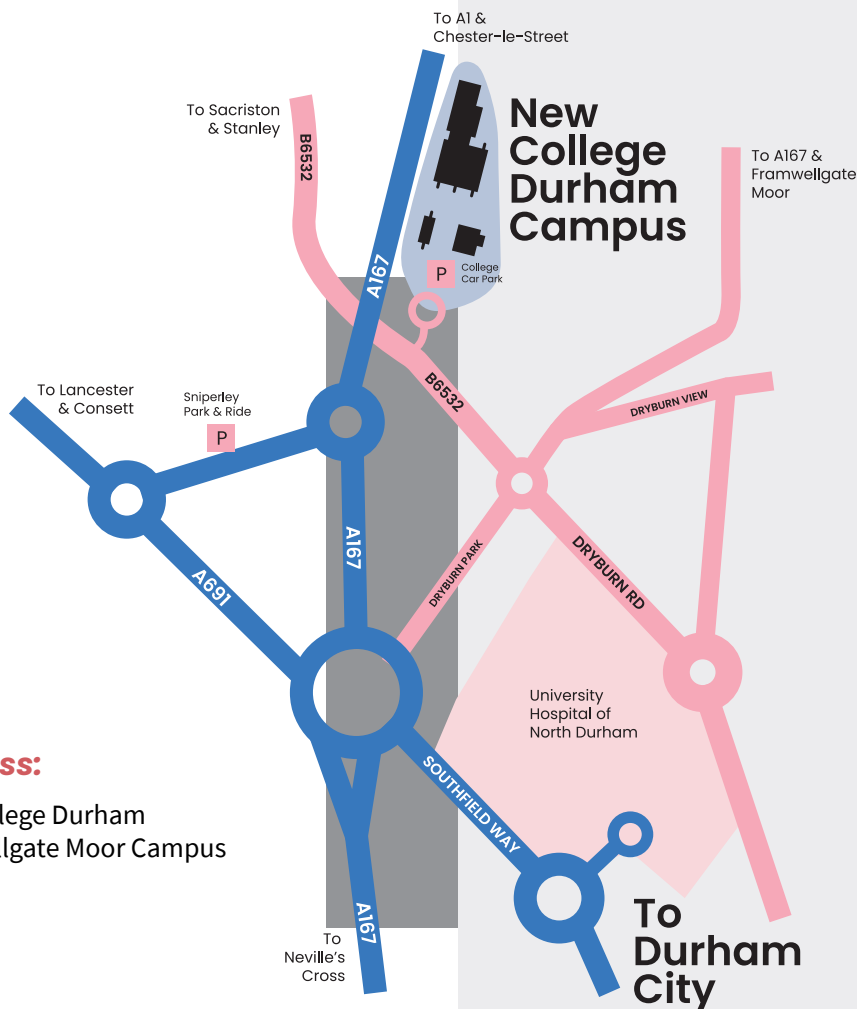 To A1 &
Chester-le-Street
To Sacriston
& Stanley
B6532
New
College
Durham
Campus
To A167 &
Framwellgate
Moor
A167
P
College
Car Park
To Lancester
& Consett
Sniperley
Park & Ride
P
B6532
DRYBURN VIEW
A167
DRYBURN PARK
DRYBURN RD
A691
University
Hospital of
North Durham
SOUTHFIELD WAY
ss:
lege Durham
llgate Moor Campus
A167
To
Neville's
Cross
To
Durham
City